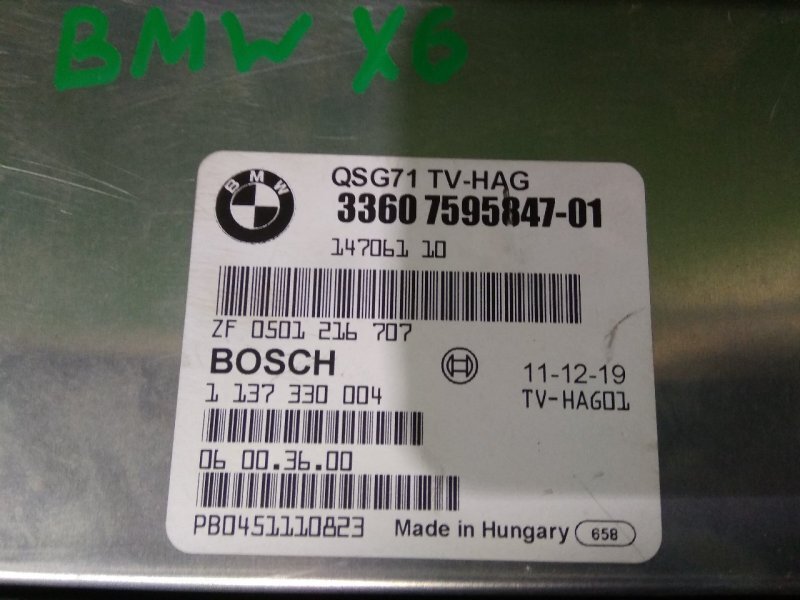 BMW X6
BMW
QSG71 TV-HAG
3360 7595847-01
147061 10
ZF 0501 216 707
BOSCH
11-12-19
1 137 330 004
TV-HAG01
06 00.36.00
PB0451110823
Made in Hungary 658